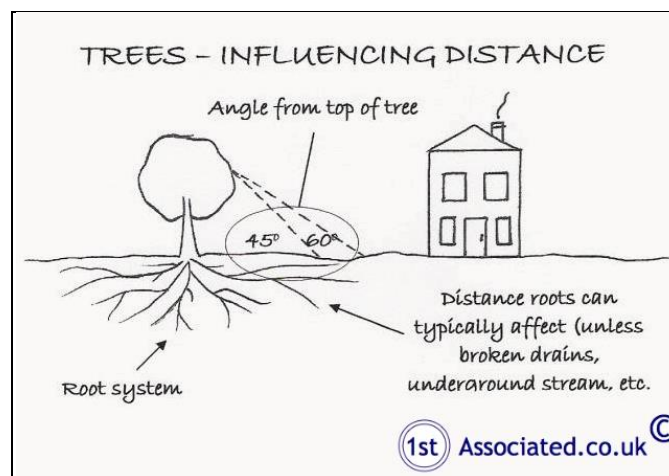 TREES – INFLUENCING DISTANCE
Angle from top of tree
45° 60°
Distance roots can
typically affect (unless
broken drains,
underground stream, etc.
Root system
1st Associated.co.uk ©